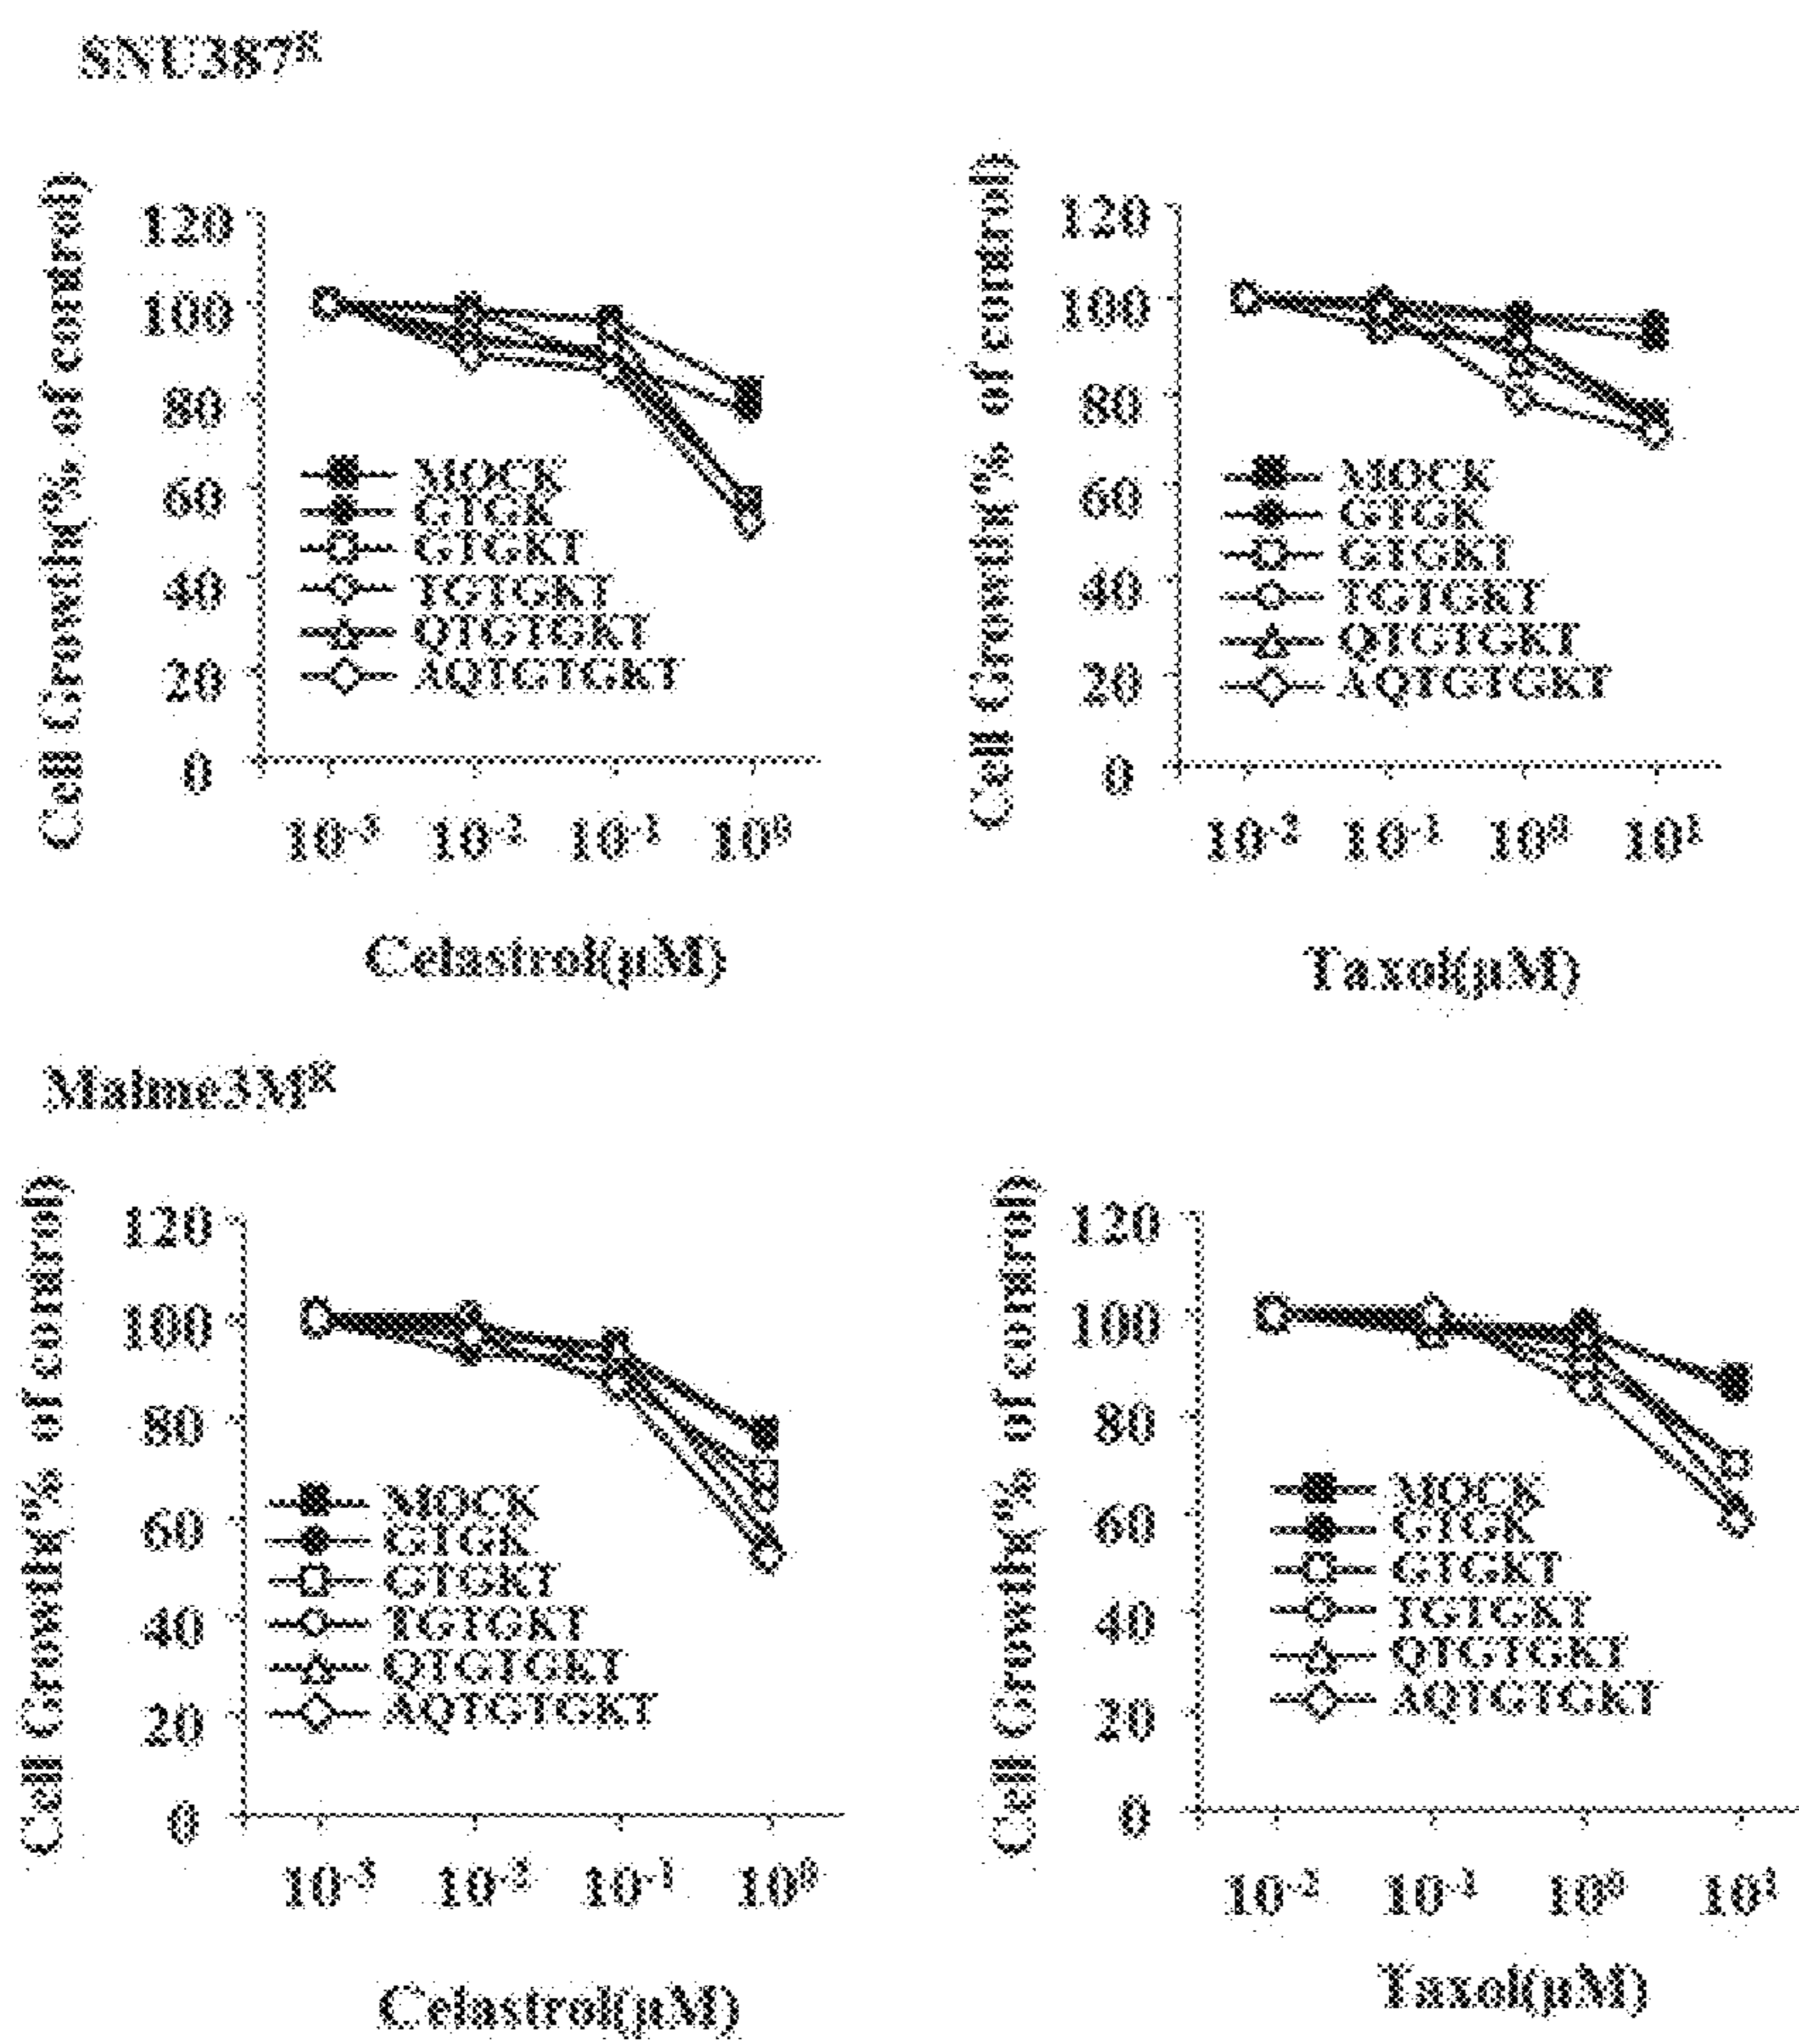 SNU387ᴿ
Cell Growth(% of control)
120
100
80
60
40
20
0
MOCK
GTGK
GTGKT
TGTGKT
QTGTGKT
AQTGTGKT
10⁻³ 10⁻² 10⁻¹ 10⁰
Celastrol(μM)
Cell Growth(% of control)
120
100
80
60
40
20
0
MOCK
GTGK
GTGKT
TGTGKT
QTGTGKT
AQTGTGKT
10⁻² 10⁻¹ 10⁰ 10¹
Taxol(μM)
Malme3Mᴿ
Cell Growth(% of control)
120
100
80
60
40
20
0
MOCK
GTGK
GTGKT
TGTGKT
QTGTGKT
AQTGTGKT
10⁻³ 10⁻² 10⁻¹ 10⁰
Celastrol(μM)
Cell Growth(% of control)
120
100
80
60
40
20
0
MOCK
GTGK
GTGKT
TGTGKT
QTGTGKT
AQTGTGKT
10⁻² 10⁻¹ 10⁰ 10¹
Taxol(μM)